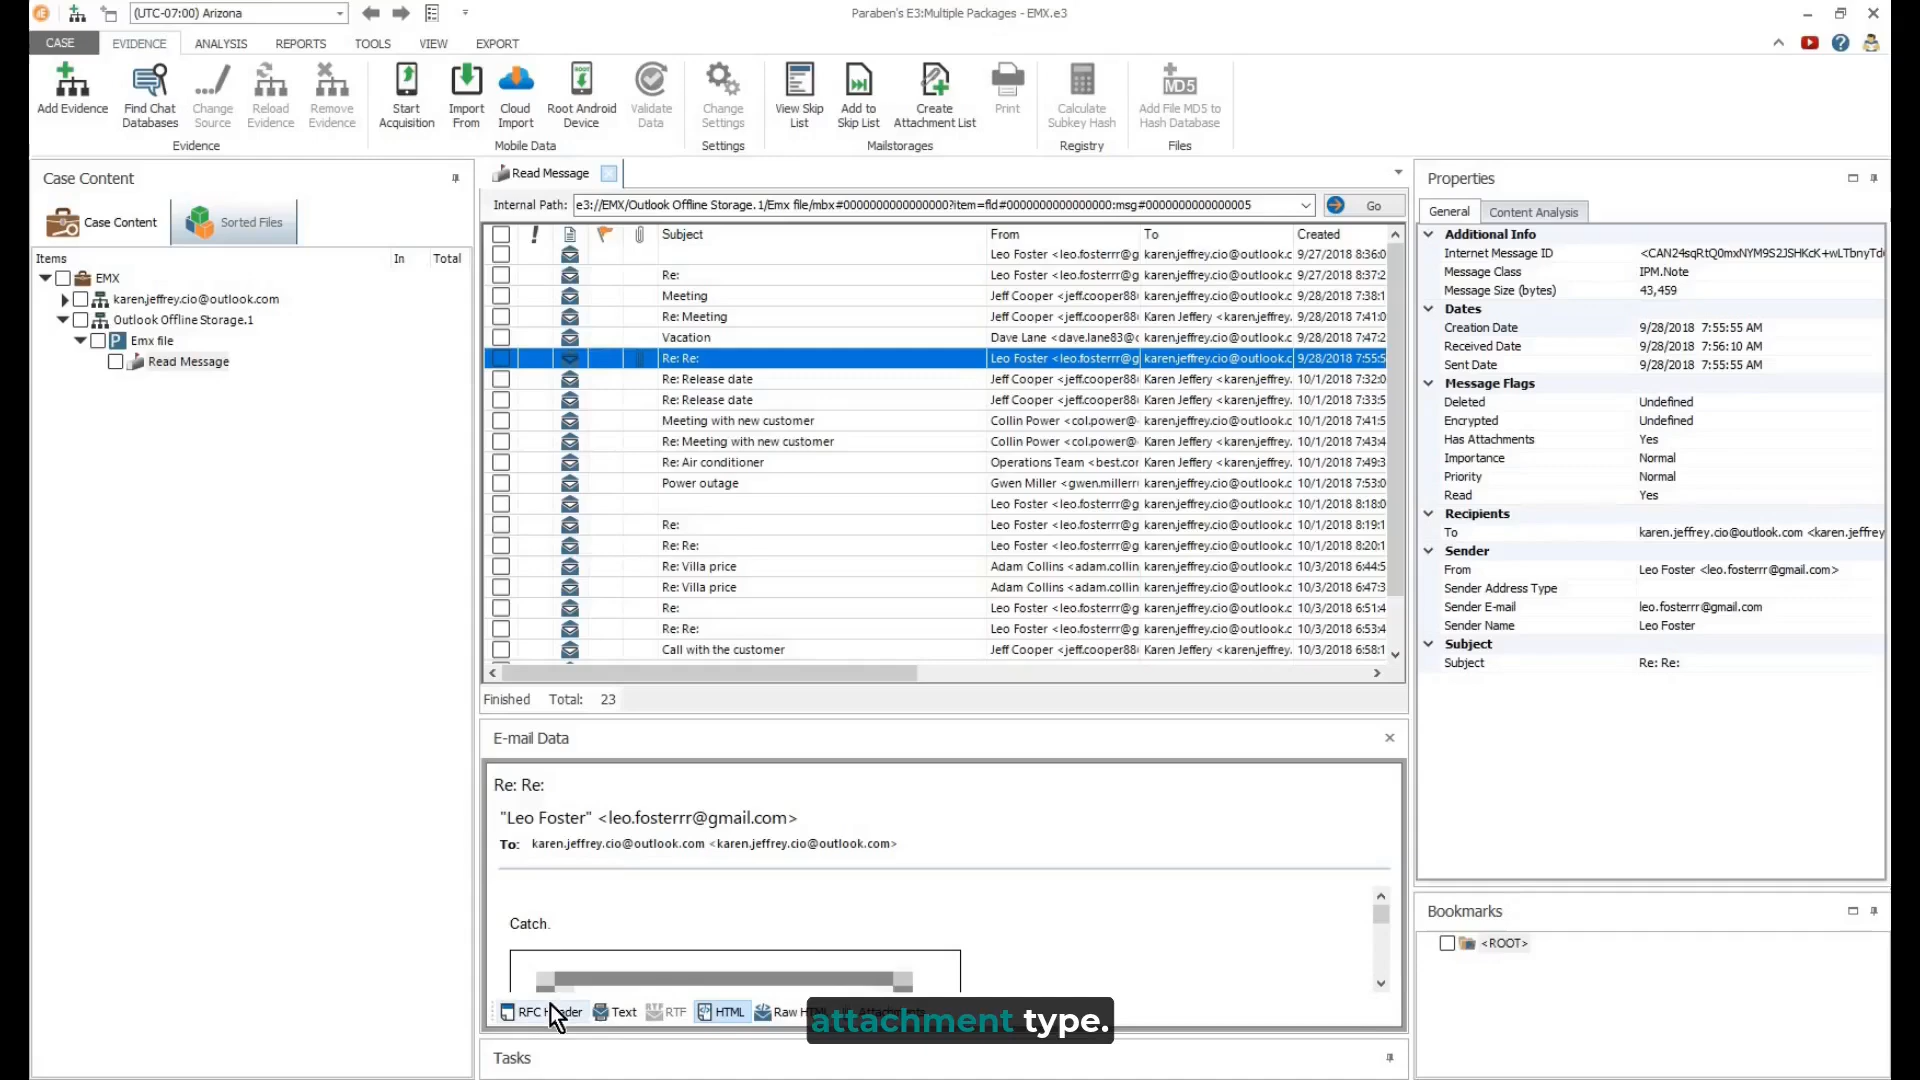 (UTC-07:00) Arizona
Paraben's E3:Multiple Packages - EMX.e3
CASE EVIDENCE ANALYSIS REPORTS TOOLS VIEW EXPORT
Add Evidence
Find Chat Databases
Change Source
Reload Evidence
Remove Evidence
Start Acquisition
Import From
Cloud Import
Root Android Device
Validate Data
Change Settings
View Skip List
Add to Skip List
Create Attachment List
Print
Calculate Subkey Hash
MD5
Add File MD5 to Hash Database
Evidence Mobile Data Settings Mailstorages Registry Files
Case Content
Case Content Sorted Files
Items In Total
EMX
karen.jeffrey.cio@outlook.com
Outlook Offline Storage.1
Emx file
Read Message
Read Message
Internal Path: e3://EMX/Outlook Offline Storage.1/Emx file/mbx#0000000000000000?item=fld#0000000000000000:msg#0000000000000005 Go
Subject From To Created
Leo Foster <leo.fosterrr@g karen.jeffrey.cio@outlook.c 9/27/2018 8:36:0
Re: Leo Foster <leo.fosterrr@g karen.jeffrey.cio@outlook.c 9/27/2018 8:37:2
Meeting Jeff Cooper <jeff.cooper88 karen.jeffrey.cio@outlook.c 9/28/2018 7:38:1
Re: Meeting Jeff Cooper <jeff.cooper88 karen.jeffrey.cio@outlook.c 9/28/2018 7:41:0
Vacation Dave Lane <dave.lane83@c karen.jeffrey.cio@outlook.c 9/28/2018 7:47:2
Re: Re: Leo Foster <leo.fosterrr@g karen.jeffrey.cio@outlook.c 9/28/2018 7:55:5
Re: Release date Jeff Cooper <jeff.cooper88 Karen Jeffery <karen.jeffrey. 10/1/2018 7:32:0
Re: Release date Jeff Cooper <jeff.cooper88 Karen Jeffery <karen.jeffrey. 10/1/2018 7:33:5
Meeting with new customer Collin Power <col.power@ Karen Jeffery <karen.jeffrey. 10/1/2018 7:41:5
Re: Meeting with new customer Collin Power <col.power@ Karen Jeffery <karen.jeffrey. 10/1/2018 7:43:4
Re: Air conditioner Operations Team <best.cor Karen Jeffery <karen.jeffrey. 10/1/2018 7:49:3
Power outage Gwen Miller <gwen.millerr Karen Jeffery <karen.jeffrey. 10/1/2018 7:53:0
Leo Foster <leo.fosterrr@g karen.jeffrey.cio@outlook.c 10/1/2018 8:18:0
Re: Leo Foster <leo.fosterrr@g karen.jeffrey.cio@outlook.c 10/1/2018 8:19:1
Re: Re: Leo Foster <leo.fosterrr@g karen.jeffrey.cio@outlook.c 10/1/2018 8:20:1
Re: Villa price Adam Collins <adam.collin karen.jeffrey.cio@outlook.c 10/3/2018 6:44:5
Re: Villa price Adam Collins <adam.collin karen.jeffrey.cio@outlook.c 10/3/2018 6:47:3
Re: Leo Foster <leo.fosterrr@g karen.jeffrey.cio@outlook.c 10/3/2018 6:51:4
Re: Re: Leo Foster <leo.fosterrr@g karen.jeffrey.cio@outlook.c 10/3/2018 6:53:4
Call with the customer Jeff Cooper <jeff.cooper88 Karen Jeffery <karen.jeffrey. 10/3/2018 6:58:1
Finished Total: 23
E-mail Data
Re: Re:
"Leo Foster" <leo.fosterrr@gmail.com>
To: karen.jeffrey.cio@outlook.com <karen.jeffrey.cio@outlook.com>
Catch.
RFC Header Text RTF HTML Raw
attachment type.
Tasks
Properties
General Content Analysis
Additional Info
Internet Message ID <CAN24sqRtQ0mxNYM9S2JSHKcK+wLTbnyTd
Message Class IPM.Note
Message Size (bytes) 43,459
Dates
Creation Date 9/28/2018 7:55:55 AM
Received Date 9/28/2018 7:56:10 AM
Sent Date 9/28/2018 7:55:55 AM
Message Flags
Deleted Undefined
Encrypted Undefined
Has Attachments Yes
Importance Normal
Priority Normal
Read Yes
Recipients
To karen.jeffrey.cio@outlook.com <karen.jeffrey
Sender
From Leo Foster <leo.fosterrr@gmail.com>
Sender Address Type
Sender E-mail leo.fosterrr@gmail.com
Sender Name Leo Foster
Subject
Subject Re: Re:
Bookmarks
<ROOT>